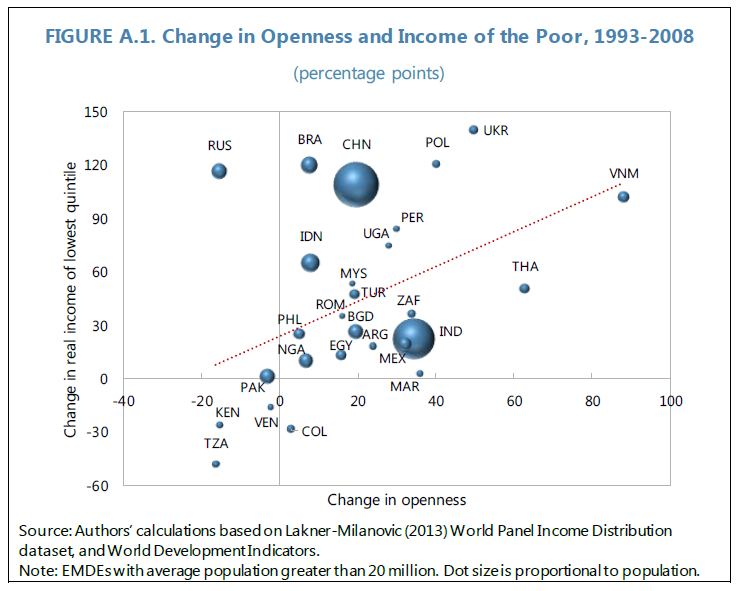 FIGURE A.1. Change in Openness and Income of the Poor, 1993-2008
(percentage points)
Change in real income of lowest quintile
150
120
90
60
30
0
-30
-60
RUS
BRA
CHN
POL
UKR
VNM
PER
UGA
IDN
MYS
TUR
THA
ROM
ZAF
PHL
BGD
IND
NGA
EGY
ARG
MEX
PAK
MAR
KEN
VEN
COL
TZA
-40
-20
0
20
40
60
80
100
Change in openness
Source: Authors’ calculations based on Lakner-Milanovic (2013) World Panel Income Distribution
dataset, and World Development Indicators.
Note: EMDEs with average population greater than 20 million. Dot size is proportional to population.